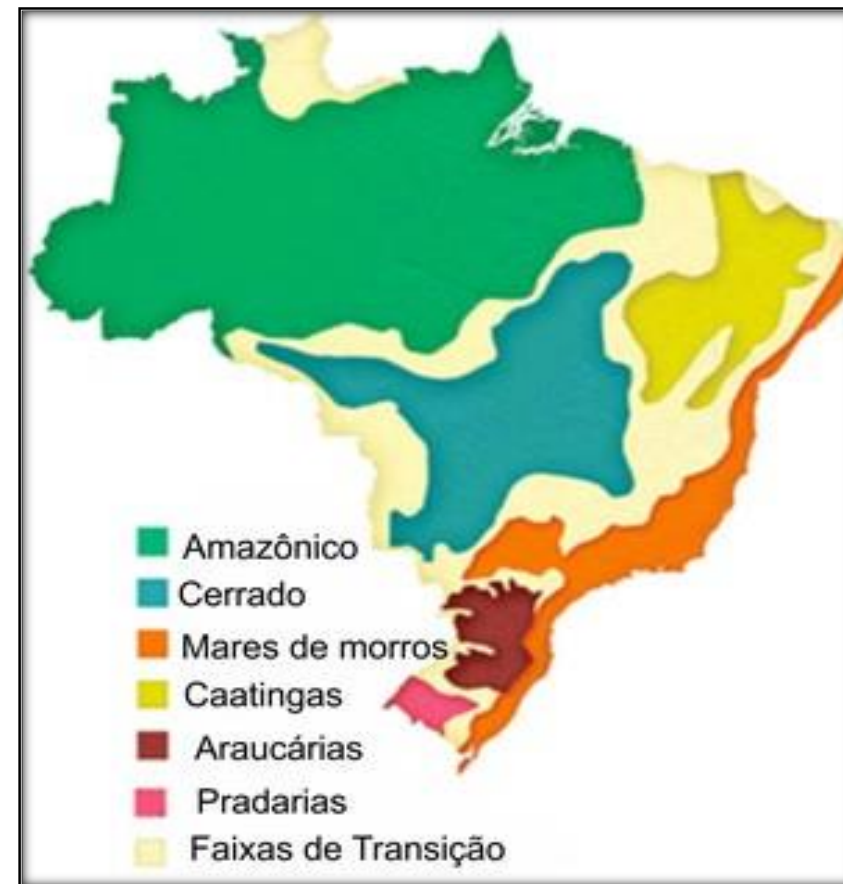 Amazônico
Cerrado
Mares de morros
Caatingas
Araucárias
Pradarias
Faixas de Transição